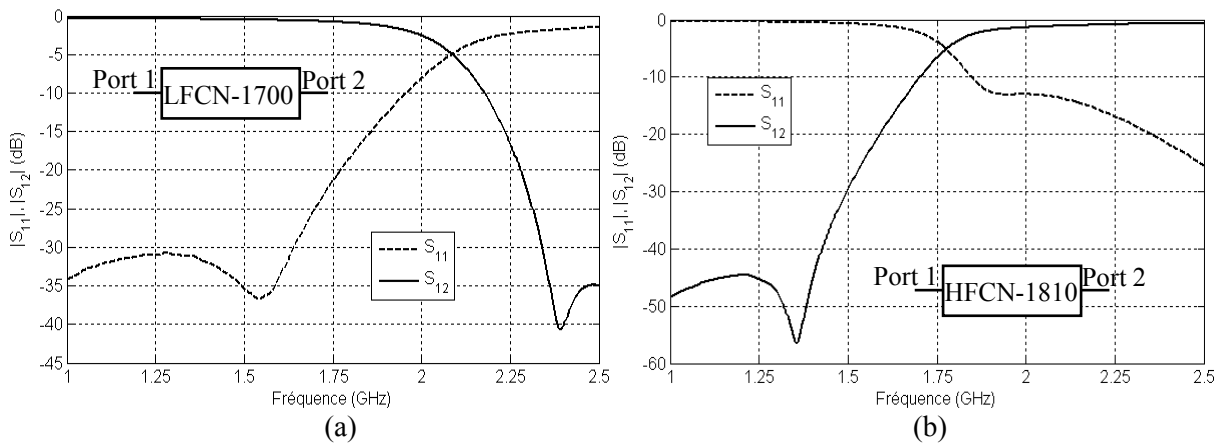 0
-5
-10
-15
-20
-25
-30
-35
-40
-45
|S11|, |S12| (dB)
Port 1
LFCN-1700
Port 2
S11
S12
1
1.25
1.5
1.75
2
2.25
2.5
Fréquence (GHz)
(a)
0
-10
-20
-30
-40
-50
-60
|S11|, |S12| (dB)
S11
S12
Port 1
HFCN-1810
Port 2
1
1.25
1.5
1.75
2
2.25
2.5
Fréquence (GHz)
(b)